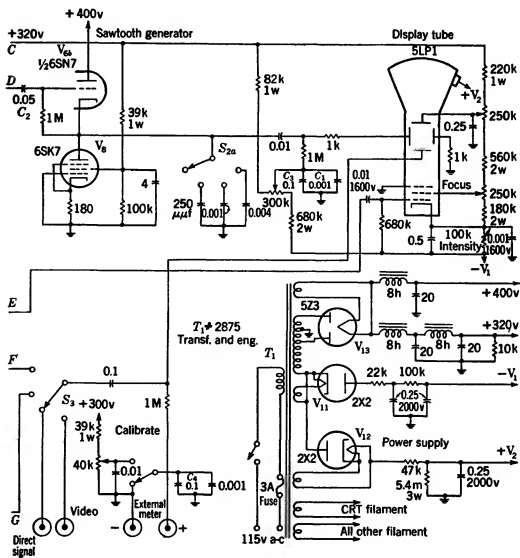 +400v
Sawtooth generator
Display tube
5LP1
+320v
C
V6b
½6SN7
D
0.05
C2
1M
82k
1w
39k
1w
220k
1w
+V2
250k
0.25
V8
6SK7
S2a
0.01
1k
1M
1k
560k
2w
C3
0.1
C1
0.001
0.01
1600v
Focus
250k
4
180
100k
250
μμf
0.001
0.004
300k
680k
2w
680k
0.5
180k
2w
100k
Intensity
0.001
1600v
-V1
E
8h
20
+400v
5Z3
T1≠2875
Transf. and eng.
V13
8h
20
8h
20
+320v
10k
F
0.1
T1
S3
+300v
1M
22k
100k
-V1
V11
2X2
0.25
2000v
39k
1w
Calibrate
V12
Power supply
+V2
40k
0.01
C4
0.1
0.001
2X2
47k
5.4m
3w
0.25
2000v
3A
Fuse
G
Video
-
External
meter
+
CRT filament
Direct
signal
115v a-c
All other filament